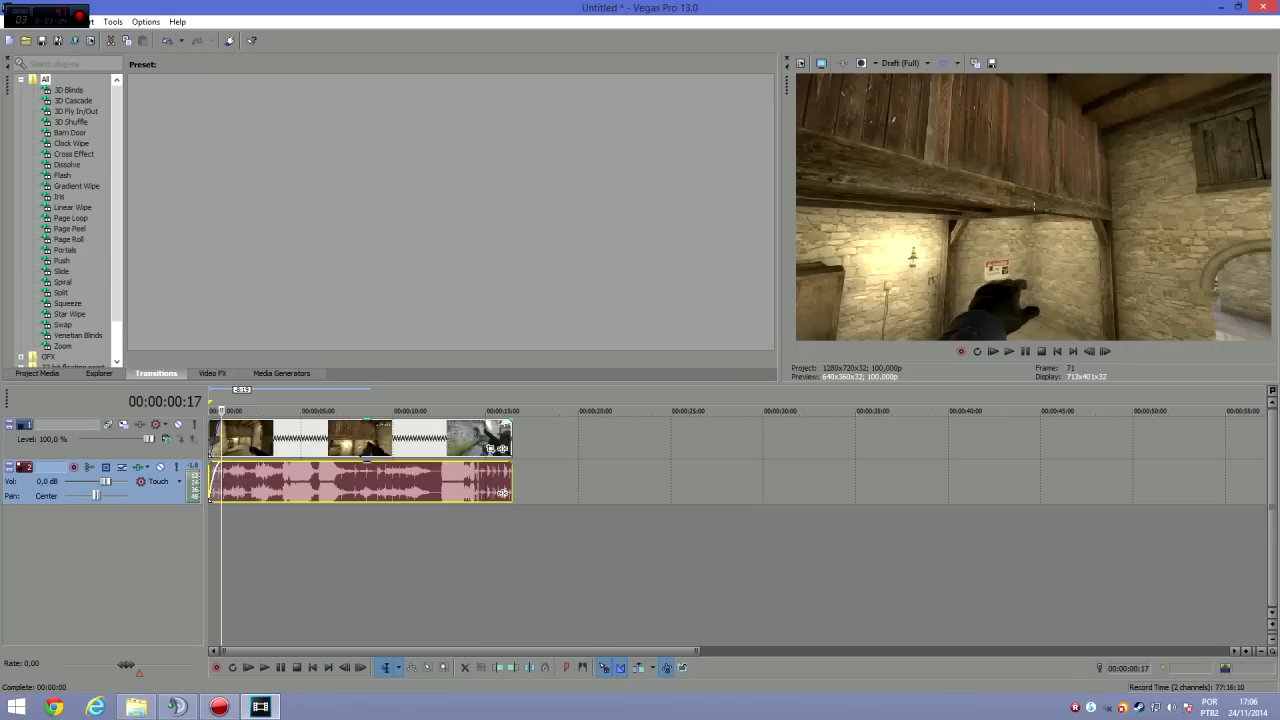 Untitled * - Vegas Pro 13.0
Tools Options Help
Search plug-ins
Preset:
Draft (Full)
All
3D Blinds
3D Cascade
3D Fly In/Out
3D Shuffle
Barn Door
Clock Wipe
Cross Effect
Dissolve
Flash
Gradient Wipe
Iris
Linear Wipe
Page Loop
Page Peel
Page Roll
Portals
Push
Slide
Spiral
Split
Squeeze
Star Wipe
Swap
Venetian Blinds
Zoom
OFX
Project Media Explorer Transitions Video FX Media Generators
Project: 1280x720x32; 100,000p Frame: 71
Preview: 640x360x32; 100,000p Display: 713x401x32
00:00:00:17
00:00:05:00 00:00:10:00 00:00:15:00 00:00:20:00 00:00:25:00 00:00:30:00 00:00:35:00 00:00:40:00 00:00:45:00 00:00:50:00 00:00:55:00
1
Level: 100,0 %
2
Vol: 0,0 dB Touch
Pan: Center
Rate: 0,00
00:00:00:17
Complete: 00:00:00
Record Time (2 channels): 77:16:10
POR 17:06
PTB2 24/11/2014